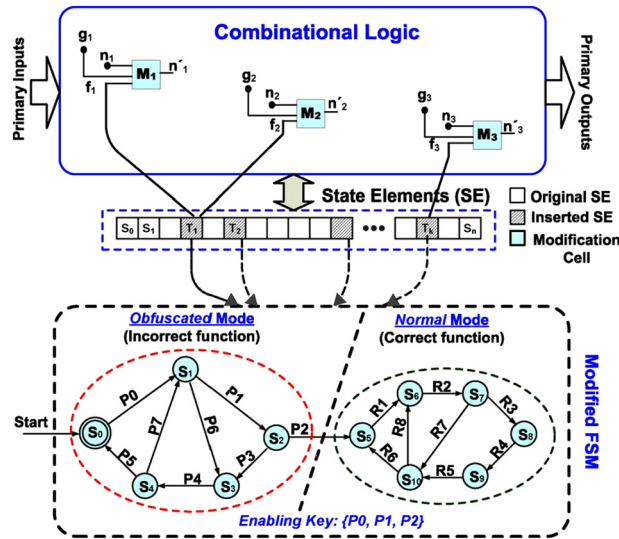 Combinational Logic
Primary Inputs
Primary Outputs
g1
n1
M1
n´1
f1
g2
n2
M2
n´2
f2
g3
n3
M3
n´3
f3
State Elements (SE)
Original SE
Inserted SE
Modification Cell
S0 S1 T1 T2 ••• Tk Sn
Obfuscated Mode
(Incorrect function)
Normal Mode
(Correct function)
Modified FSM
Start
S0
S1
S2
S3
S4
P0
P1
P2
P3
P4
P5
P6
P7
S5
S6
S7
S8
S9
S10
R1
R2
R3
R4
R5
R6
R7
R8
Enabling Key: {P0, P1, P2}